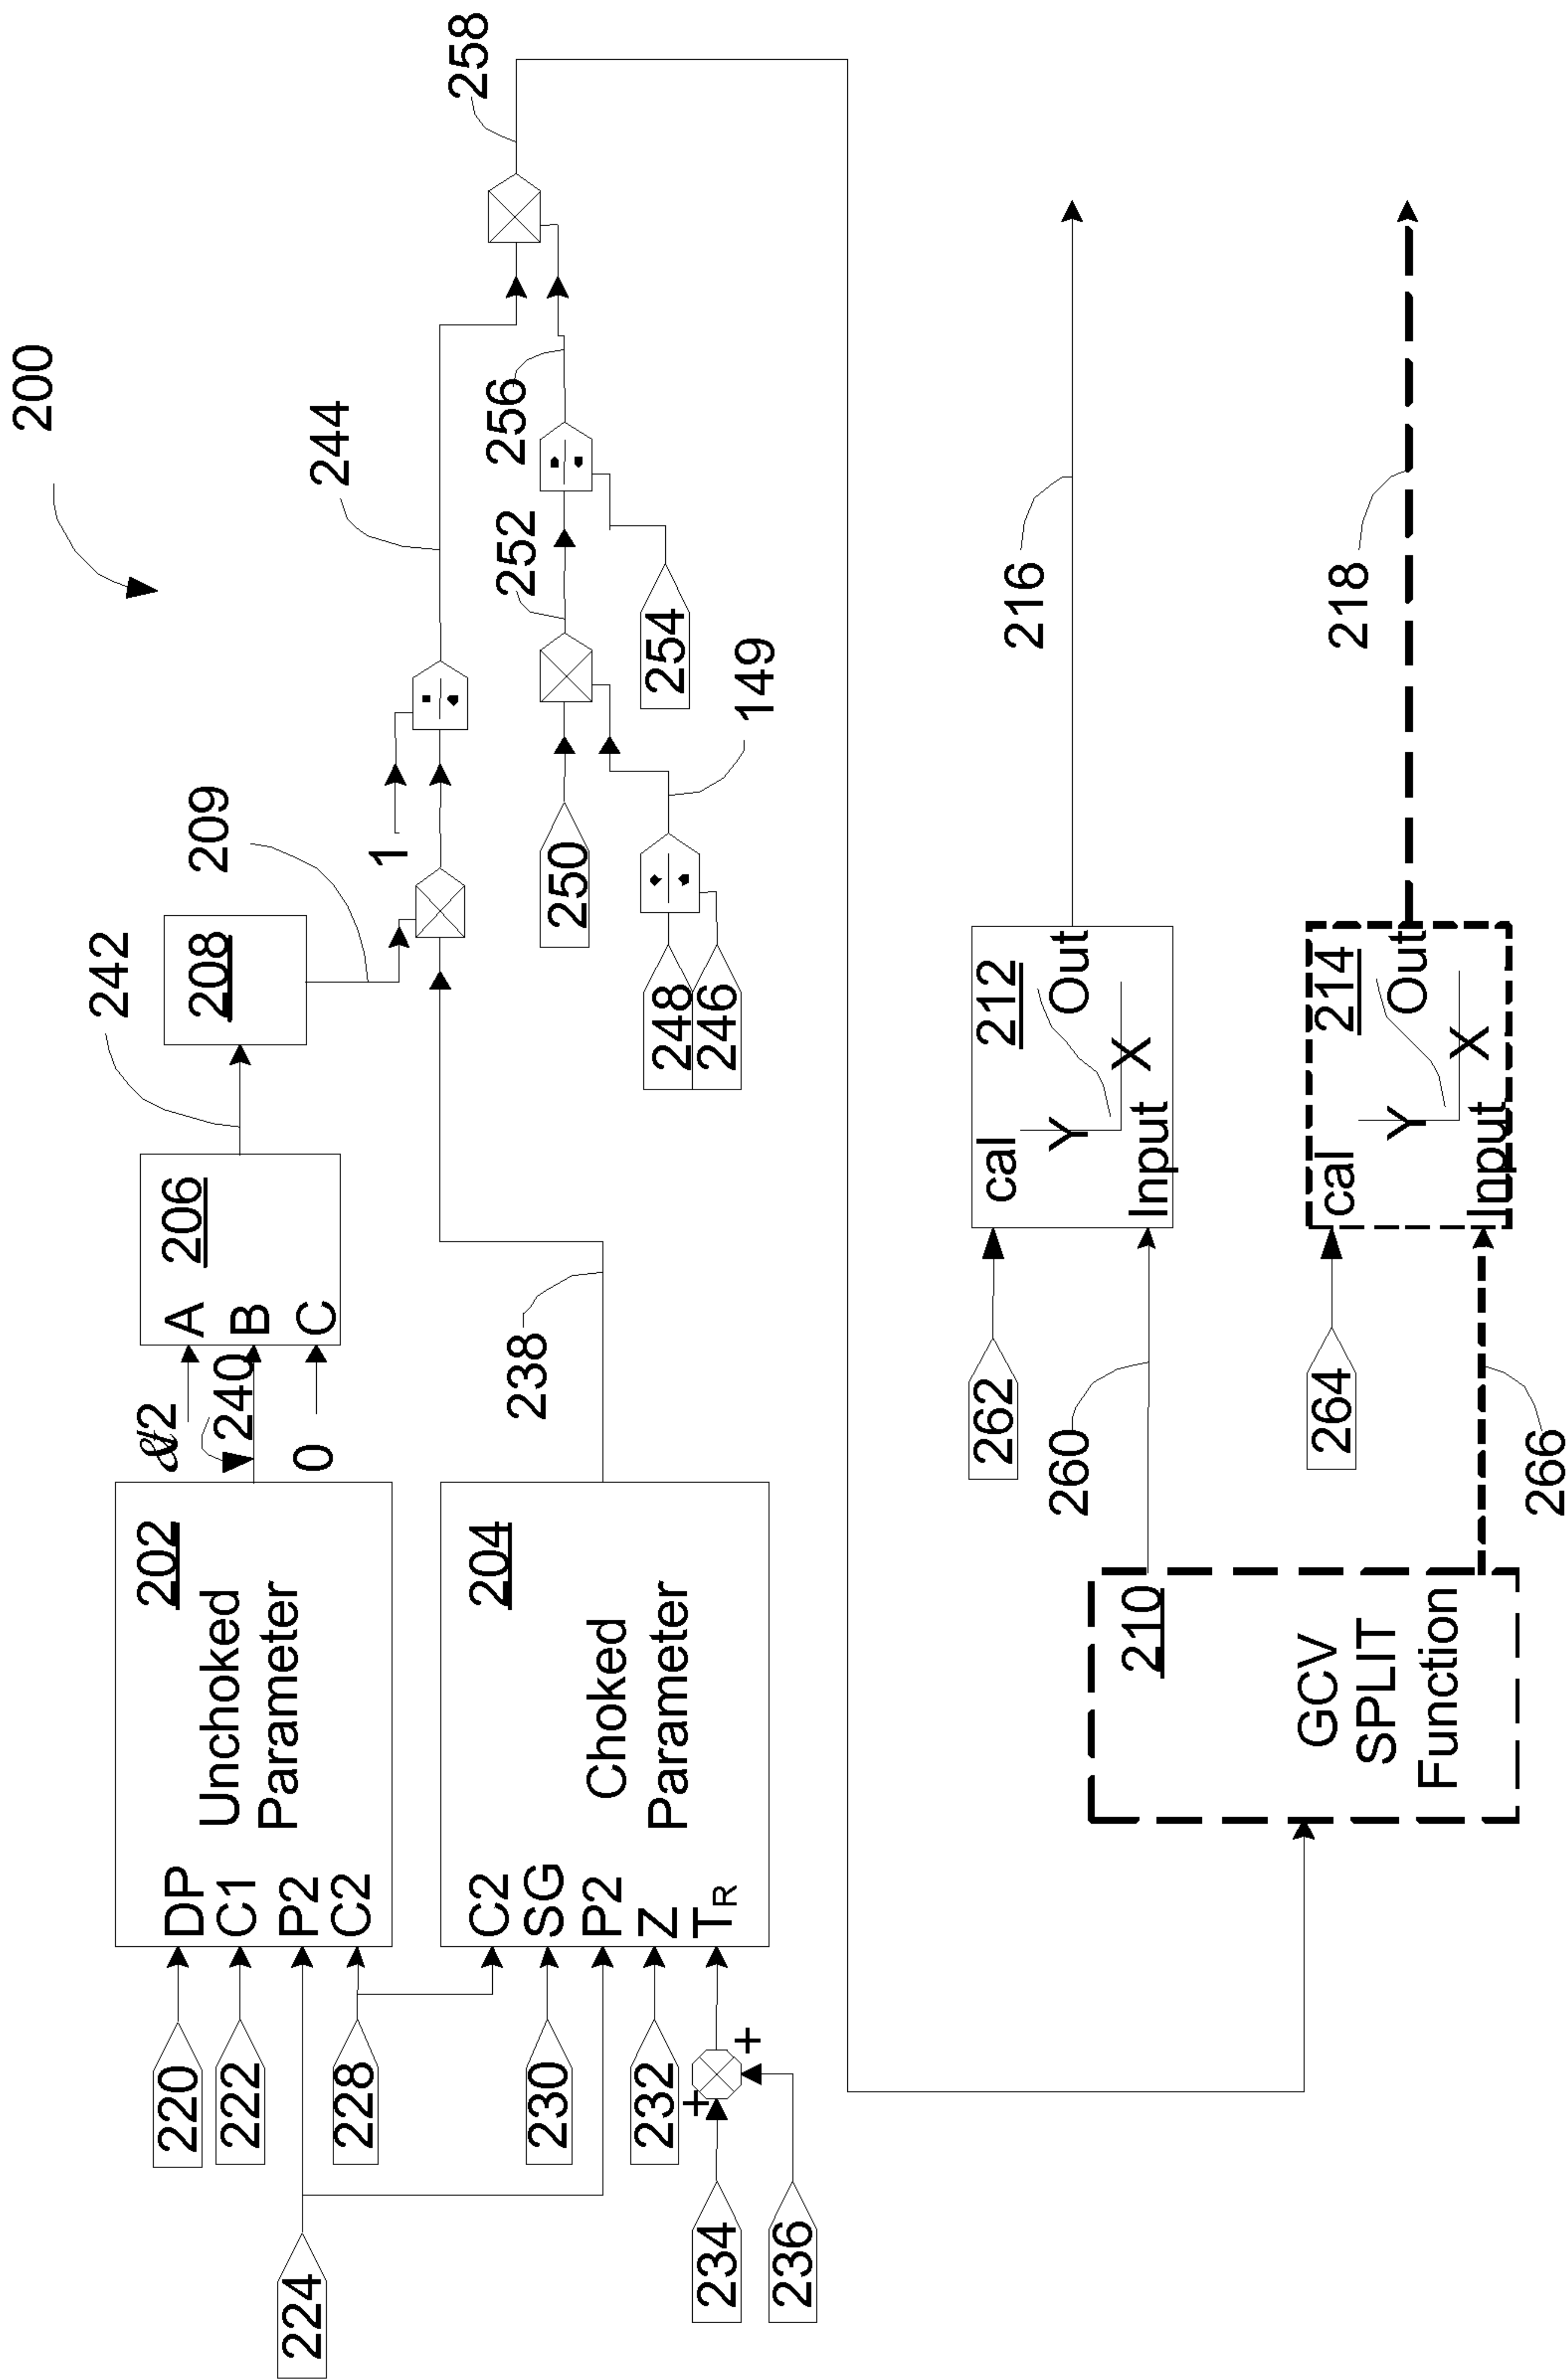 200
220
222
224
228
230
232
234
236
DP
C1
P2
C2
202
Unchoked
Parameter
C2
SG
P2
Z
T_R
204
Choked
Parameter
+
+
240
0
A
B
C
206
242
208
209
238
1
244
250
248
246
149
252
254
256
258
210
GCV
SPLIT
Function
260
262
cal
212
Y
Out
X
Input
216
264
266
cal
214
Y
Out
X
Input
218